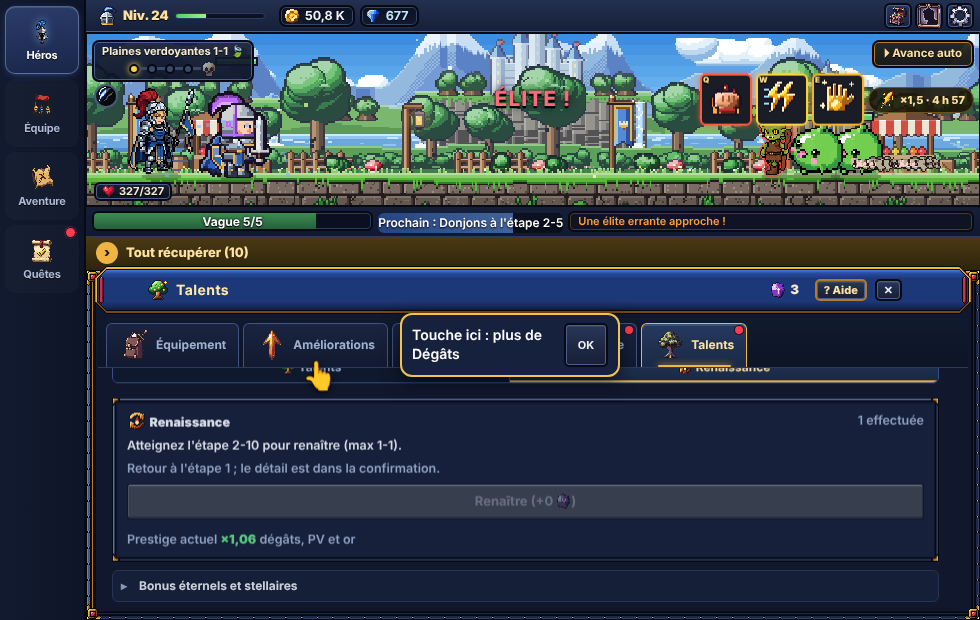 Niv. 24
50,8 K
677
Héros
Équipe
Aventure
Quêtes
Plaines verdoyantes 1-1
Avance auto
ÉLITE !
Q
W
E
×1,5 · 4 h 57
327/327
Vague 5/5
Prochain : Donjons à l'étape 2-5
Une élite errante approche !
Tout récupérer (10)
Talents
3
? Aide
×
Équipement
Améliorations
Touche ici : plus de
Dégâts
OK
Talents
Talents
Renaissance
Renaissance
1 effectuée
Atteignez l'étape 2-10 pour renaître (max 1-1).
Retour à l'étape 1 ; le détail est dans la confirmation.
Renaître (+0 )
Prestige actuel ×1,06 dégâts, PV et or
Bonus éternels et stellaires